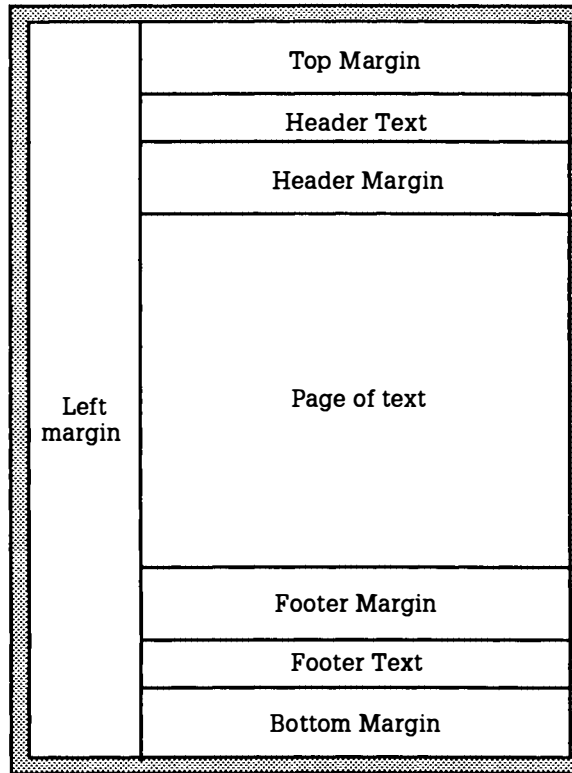 Top Margin
Header Text
Header Margin
Page of text
Left
margin
Footer Margin
Footer Text
Bottom Margin